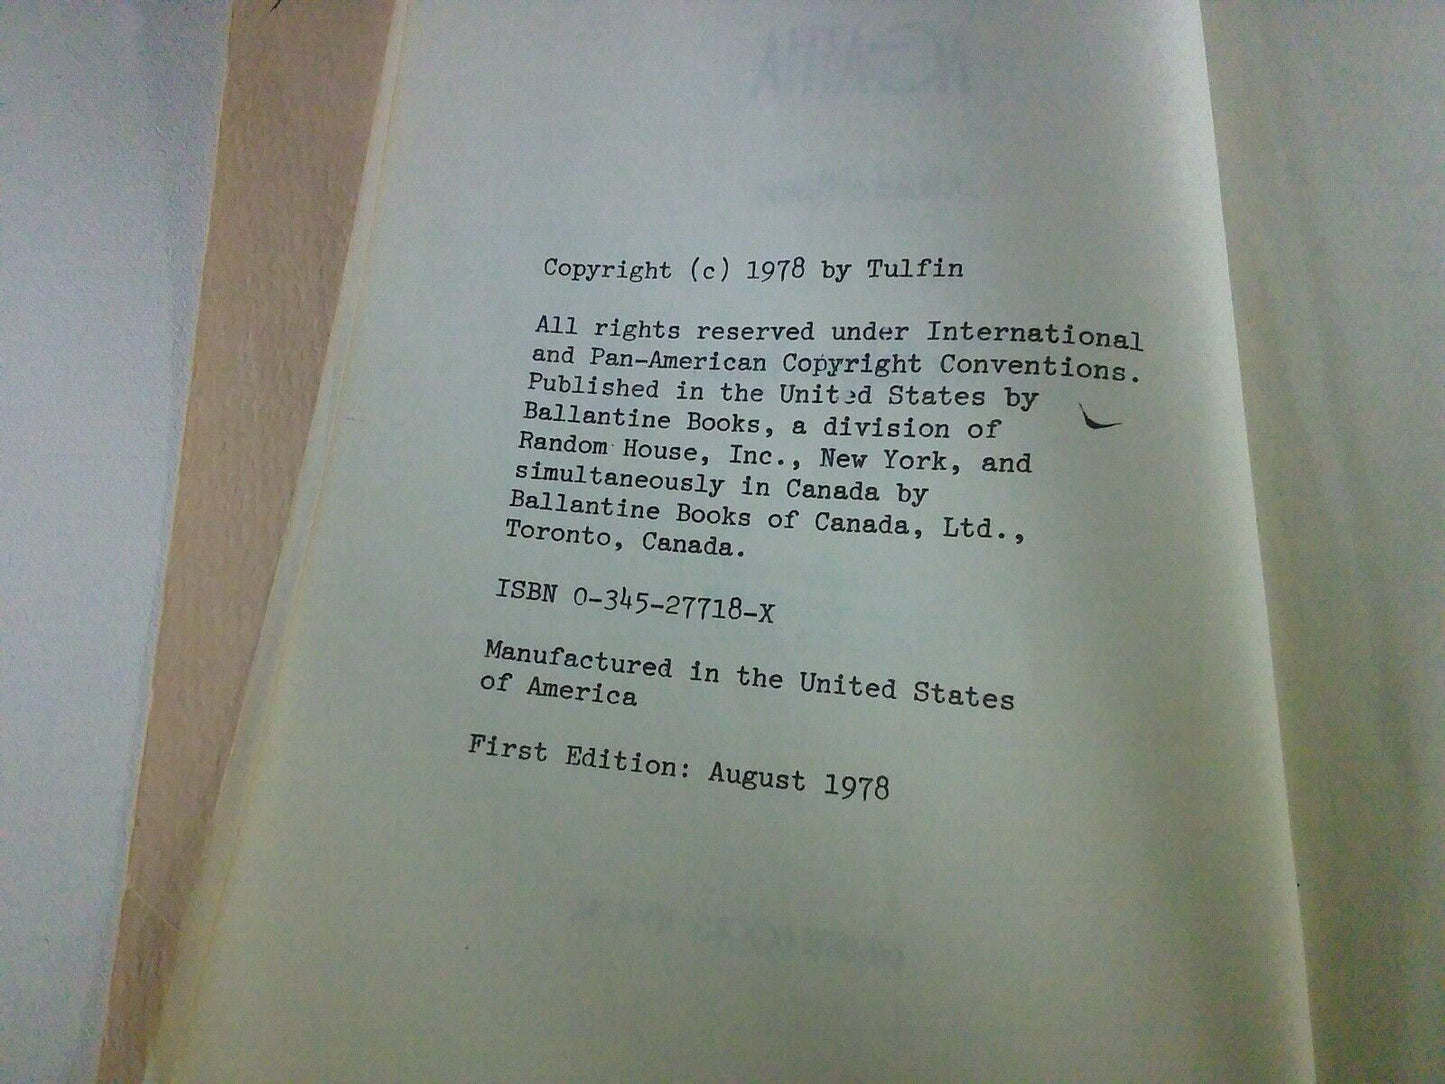 Copyright (c) 1978 by Tulfin
All rights reserved under International
and Pan-American Copyright Conventions.
Published in the United States by
Ballantine Books, a division of
Random House, Inc., New York, and
simultaneously in Canada by
Ballantine Books of Canada, Ltd.,
Toronto, Canada.
ISBN 0-345-27718-X
Manufactured in the United States
of America
First Edition: August 1978